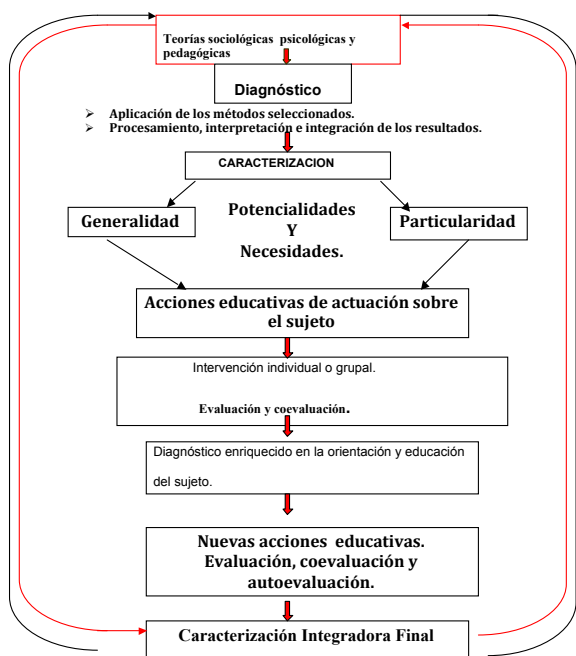 Teorías sociológicas psicológicas y
pedagógicas
Diagnóstico
➢ Aplicación de los métodos seleccionados.
➢ Procesamiento, interpretación e integración de los resultados.
CARACTERIZACION
Generalidad
Potencialidades
Y
Necesidades.
Particularidad
Acciones educativas de actuación sobre
el sujeto
Intervención individual o grupal.
Evaluación y coevaluación.
Diagnóstico enriquecido en la orientación y educación
del sujeto.
Nuevas acciones educativas.
Evaluación, coevaluación y
autoevaluación.
Caracterización Integradora Final